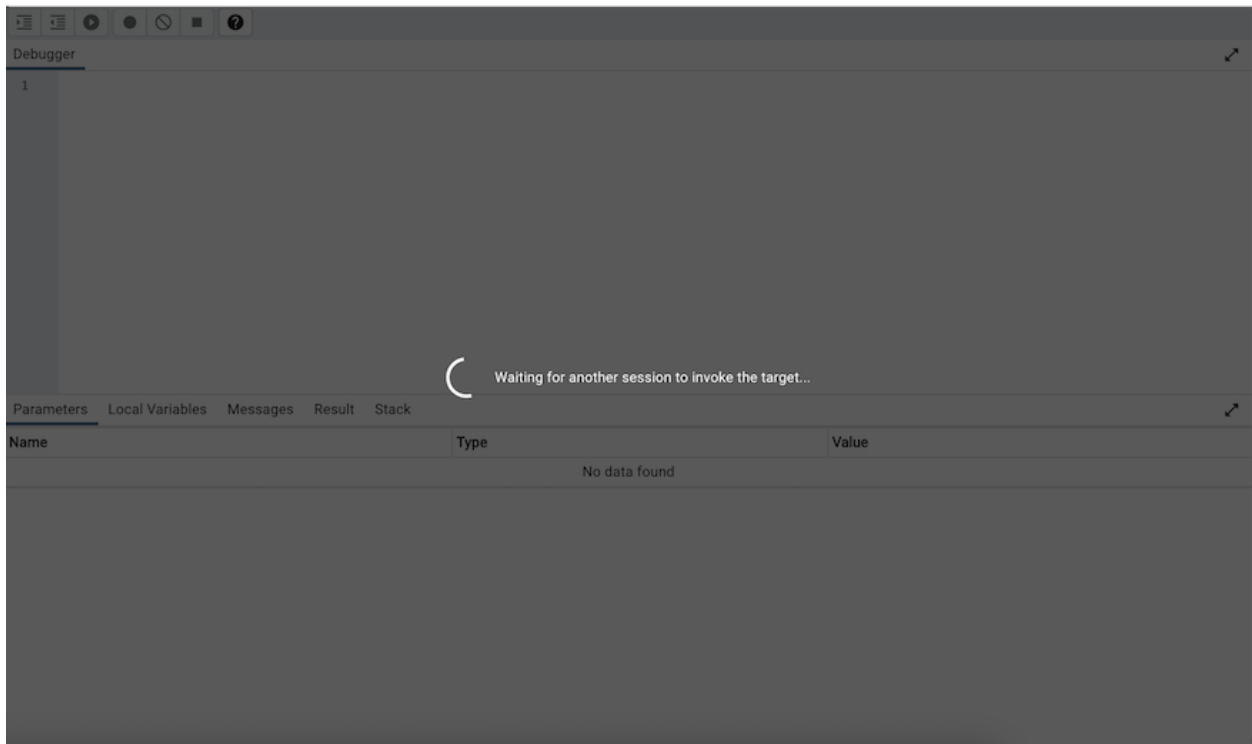 Debugger
1
Waiting for another session to invoke the target...
Parameters Local Variables Messages Result Stack
Name Type Value
No data found